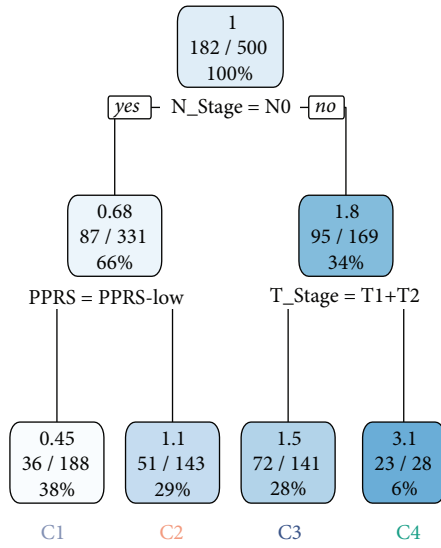 1
182 / 500
100%
yes N_Stage = N0 no
0.68
87 / 331
66%
1.8
95 / 169
34%
PPRS = PPRS-low
T_Stage = T1+T2
0.45
36 / 188
38%
1.1
51 / 143
29%
1.5
72 / 141
28%
3.1
23 / 28
6%
C1 C2 C3 C4